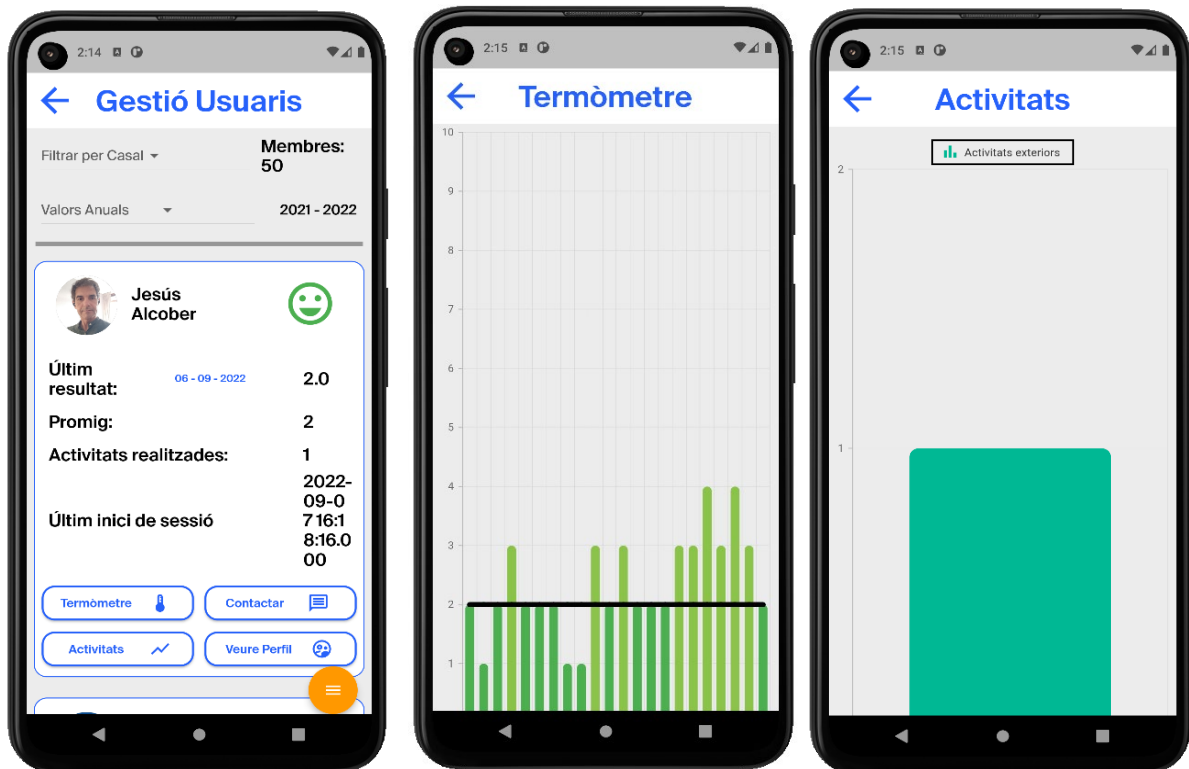 2:14
Gestió Usuaris
Filtrar per Casal
Membres:
50
Valors Anuals
2021 - 2022
Jesús
Alcober
Últim
resultat:
06 - 09 - 2022
2.0
Promig:
2
Activitats realitzades:
1
Últim inici de sessió
2022-
09-0
7 16:1
8:16.0
00
Termòmetre
Contactar
Activitats
Veure Perfil
2:15
Termòmetre
10
9
8
7
6
5
4
3
2
1
2:15
Activitats
Activitats exteriors
2
1